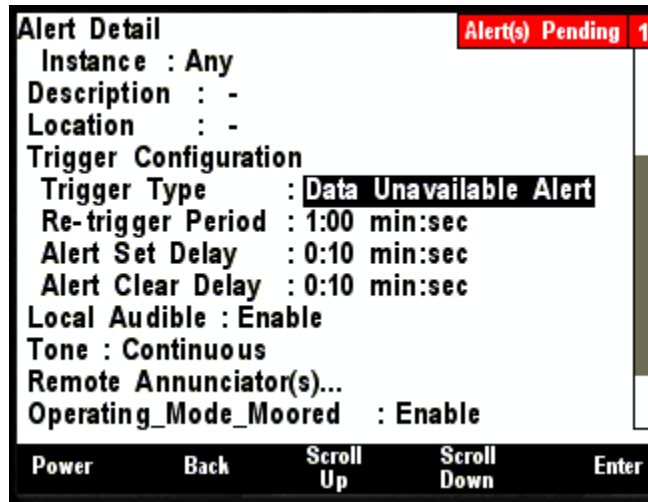 Alert Detail
Alert(s) Pending 1
Instance : Any
Description : -
Location : -
Trigger Configuration
Trigger Type : Data Unavailable Alert
Re-trigger Period : 1:00 min:sec
Alert Set Delay : 0:10 min:sec
Alert Clear Delay : 0:10 min:sec
Local Audible : Enable
Tone : Continuous
Remote Annunciator(s)...
Operating_Mode_Moored : Enable
Power Back Scroll Up Scroll Down Enter